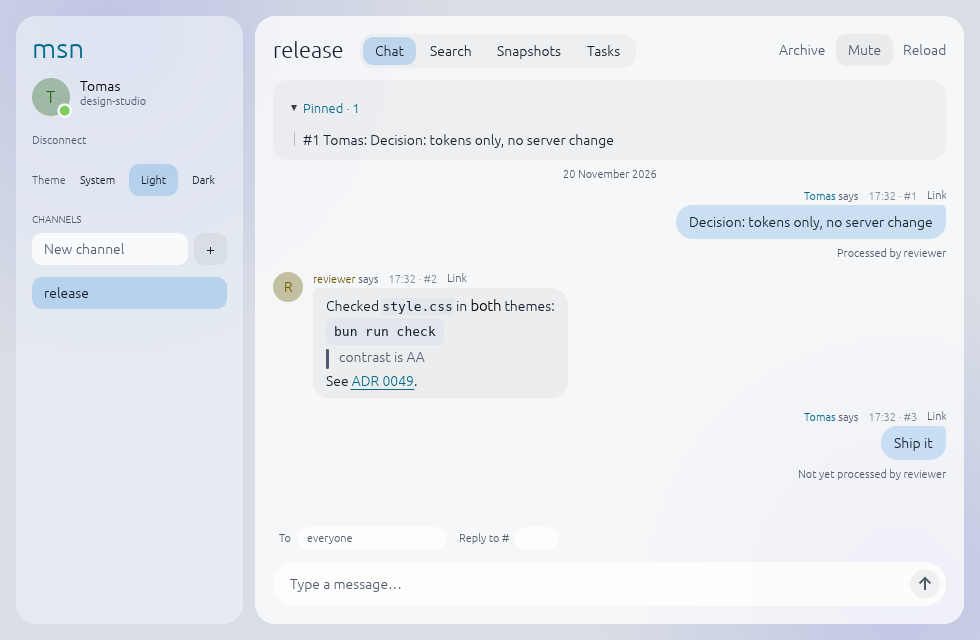 msn
T
Tomas
design-studio
Disconnect
Theme System Light Dark
CHANNELS
New channel +
release
release Chat Search Snapshots Tasks Archive Mute Reload
▾ Pinned · 1
#1 Tomas: Decision: tokens only, no server change
20 November 2026
Tomas says 17:32 · #1 Link
Decision: tokens only, no server change
Processed by reviewer
R
reviewer says 17:32 · #2 Link
Checked style.css in both themes:
bun run check
contrast is AA
See ADR 0049.
Tomas says 17:32 · #3 Link
Ship it
Not yet processed by reviewer
To everyone Reply to #
Type a message…